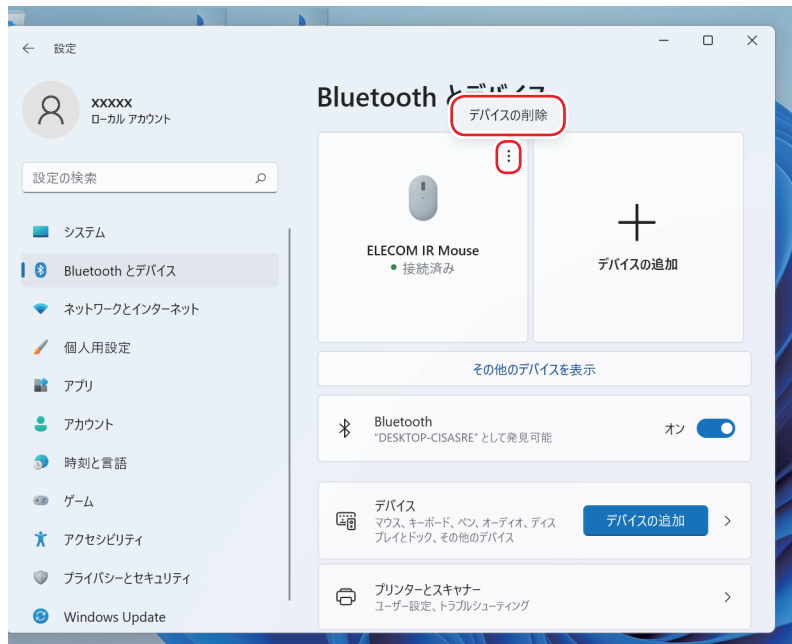 設定
xxxxx
ローカル アカウント
設定の検索
システム
Bluetooth とデバイス
ネットワークとインターネット
個人用設定
アプリ
アカウント
時刻と言語
ゲーム
アクセシビリティ
プライバシーとセキュリティ
Windows Update
Bluetooth とデバイス
デバイスの削除
ELECOM IR Mouse
接続済み
デバイスの追加
その他のデバイスを表示
Bluetooth
"DESKTOP-CISASRE" として発見可能
オン
デバイス
マウス、キーボード、ペン、オーディオ、ディス
プレイとドック、その他のデバイス
デバイスの追加
プリンターとスキャナー
ユーザー設定、トラブルシューティング